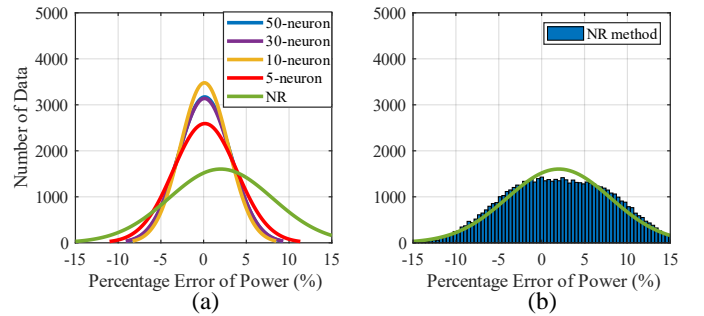 5000
4000
3000
2000
1000
0
Number of Data
50-neuron
30-neuron
10-neuron
5-neuron
NR
-15 -10 -5 0 5 10 15
Percentage Error of Power (%)
(a)
5000
4000
3000
2000
1000
0
NR method
-15 -10 -5 0 5 10 15
Percentage Error of Power (%)
(b)